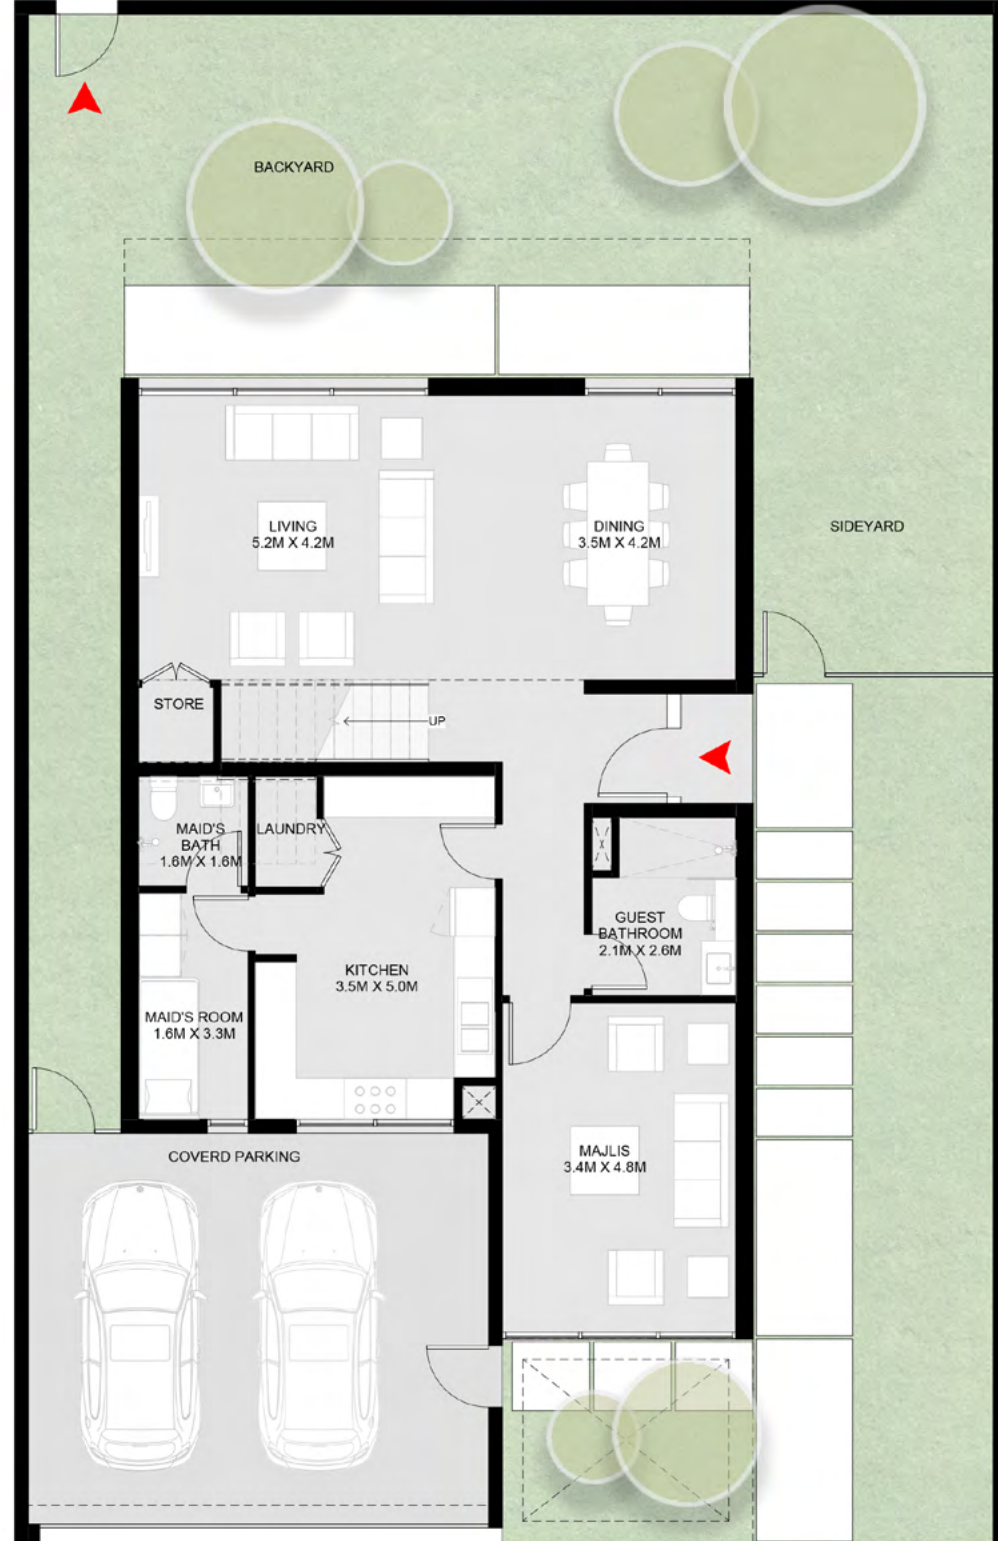 BACKYARD
LIVING
5.2M X 4.2M
DINING
3.5M X 4.2M
SIDEYARD
STORE
UP
MAID'S
BATH
1.6M X 1.6M
LAUNDRY
GUEST
BATHROOM
2.1M X 2.6M
KITCHEN
3.5M X 5.0M
MAID'S ROOM
1.6M X 3.3M
MAJLIS
3.4M X 4.8M
COVERD PARKING